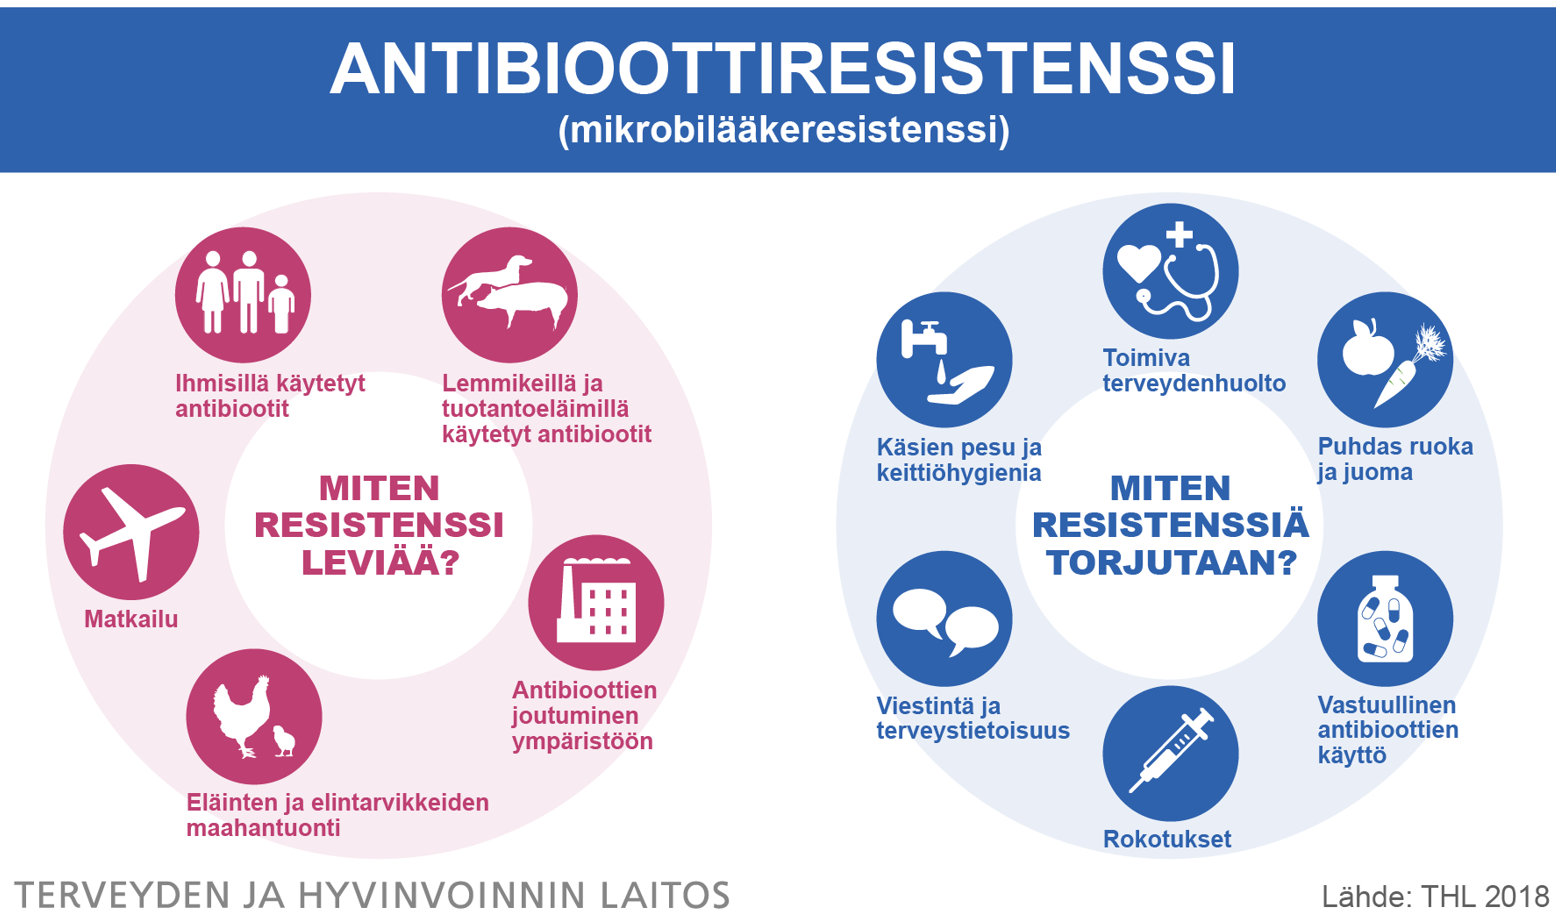 ANTIBIOOTTIRESISTENSSI
(mikrobilääkeresistenssi)
Ihmisillä käytetyt
antibiootit
Lemmikeillä ja
tuotantoeläimillä
käytetyt antibiootit
MITEN
RESISTENSSI
LEVIÄÄ?
Matkailu
Antibioottien
joutuminen
ympäristöön
Eläinten ja elintarvikkeiden
maahantuonti
Toimiva
terveydenhuolto
Käsien pesu ja
keittiöhygienia
Puhdas ruoka
ja juoma
MITEN
RESISTENSSIÄ
TORJUTAAN?
Viestintä ja
terveystietoisuus
Vastuullinen
antibioottien
käyttö
Rokotukset
TERVEYDEN JA HYVINVOINNIN LAITOS
Lähde: THL 2018